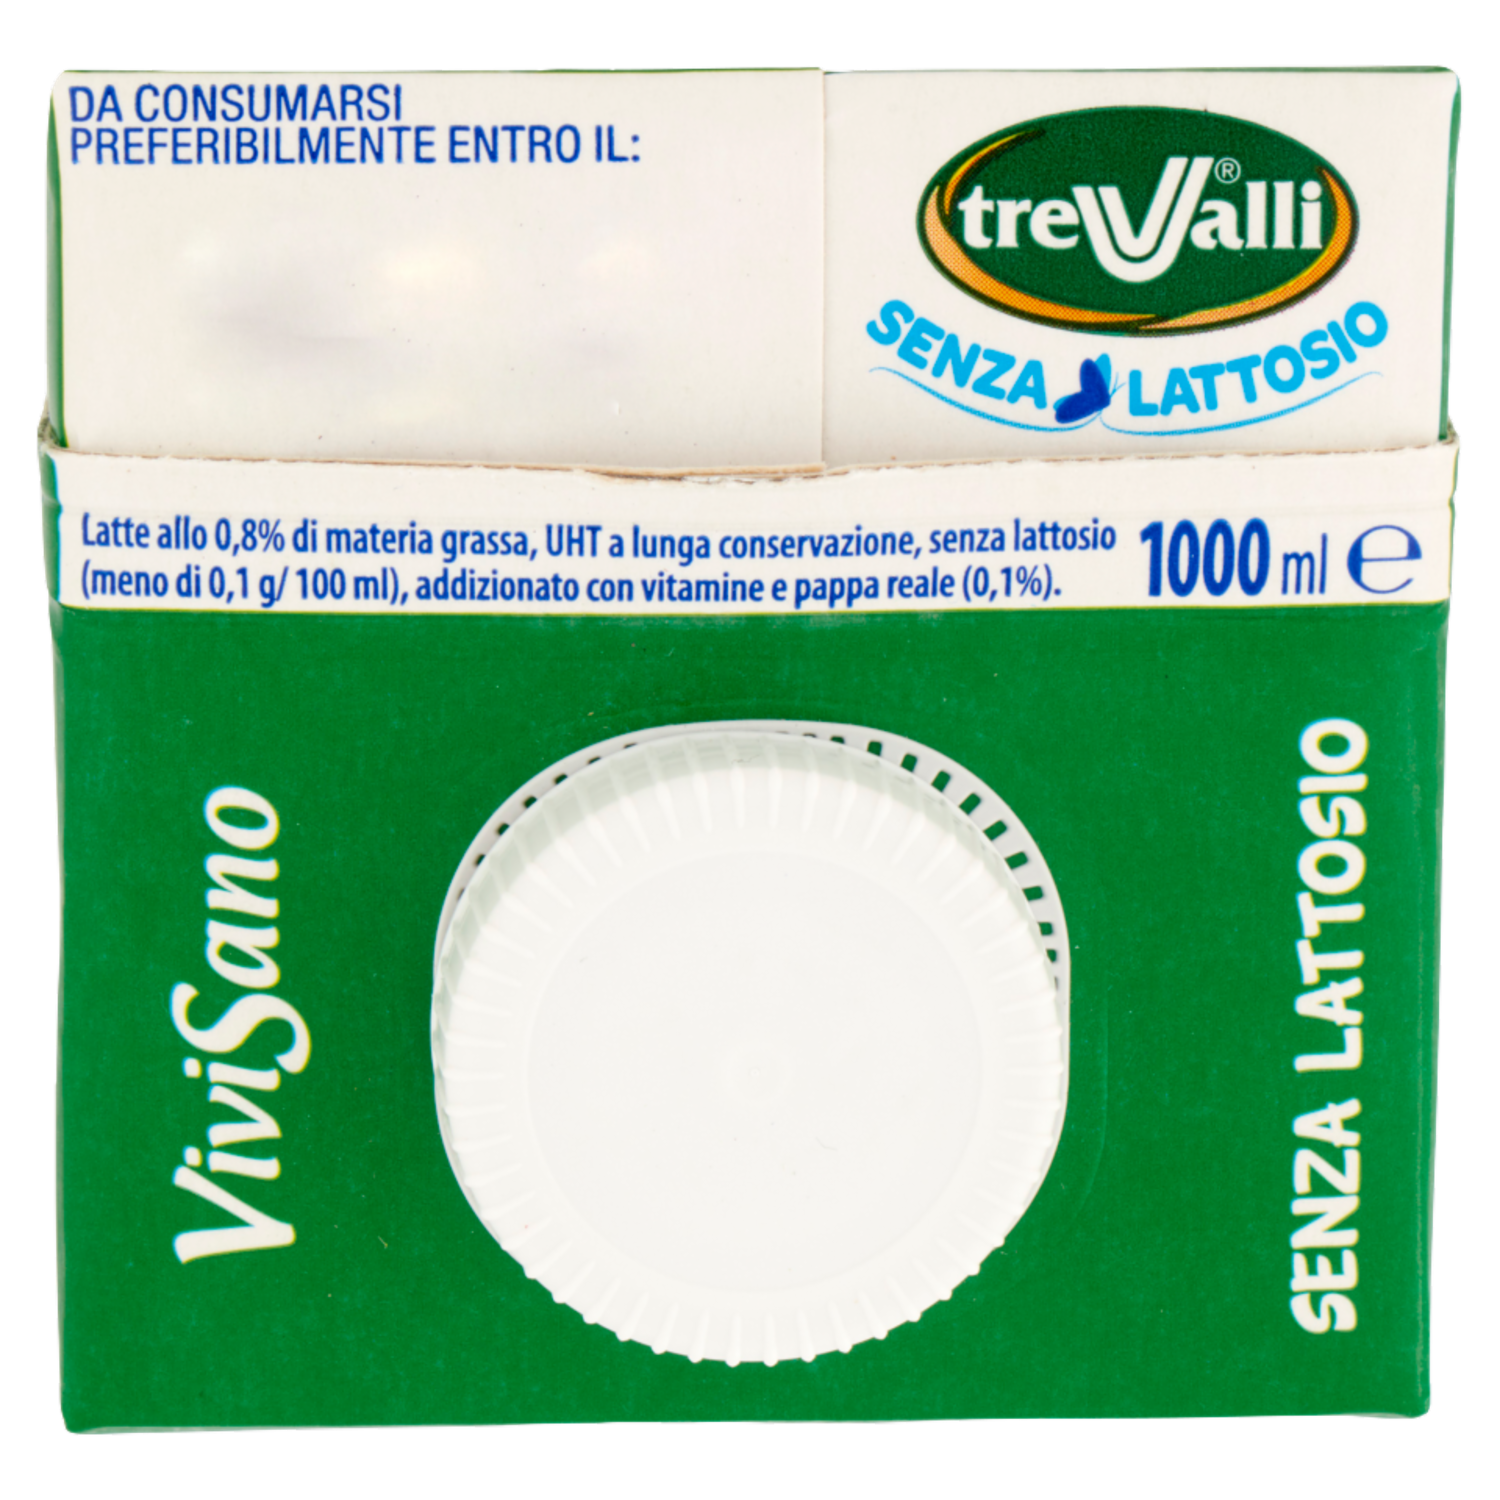 DA CONSUMARSI
PREFERIBILMENTE ENTRO IL:
treValli®
SENZA LATTOSIO
Latte allo 0,8% di materia grassa, UHT a lunga conservazione, senza lattosio
(meno di 0,1 g/ 100 ml), addizionato con vitamine e pappa reale (0,1%).
1000 ml ℮
ViviSano
SENZA LATTOSIO